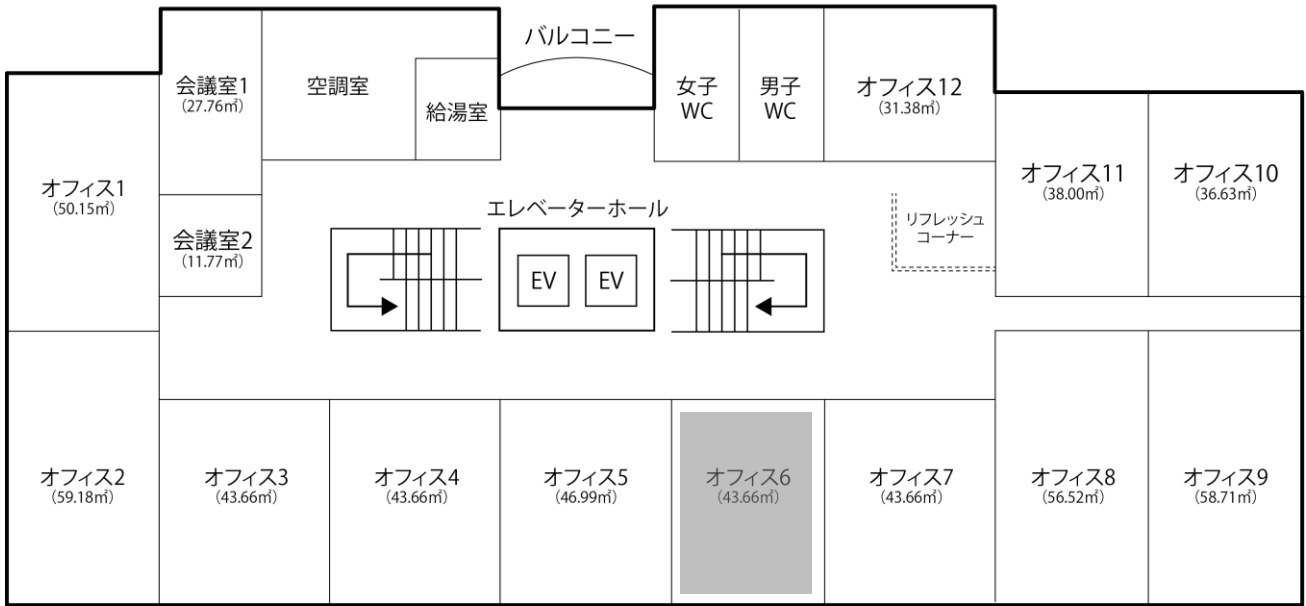 バルコニー
会議室1
(27.76㎡)
空調室
給湯室
女子
WC
男子
WC
オフィス12
(31.38㎡)
オフィス1
(50.15㎡)
オフィス11
(38.00㎡)
オフィス10
(36.63㎡)
会議室2
(11.77㎡)
エレベーターホール
リフレッシュ
コーナー
EV
EV
オフィス2
(59.18㎡)
オフィス3
(43.66㎡)
オフィス4
(43.66㎡)
オフィス5
(46.99㎡)
オフィス6
(43.66㎡)
オフィス7
(43.66㎡)
オフィス8
(56.52㎡)
オフィス9
(58.71㎡)